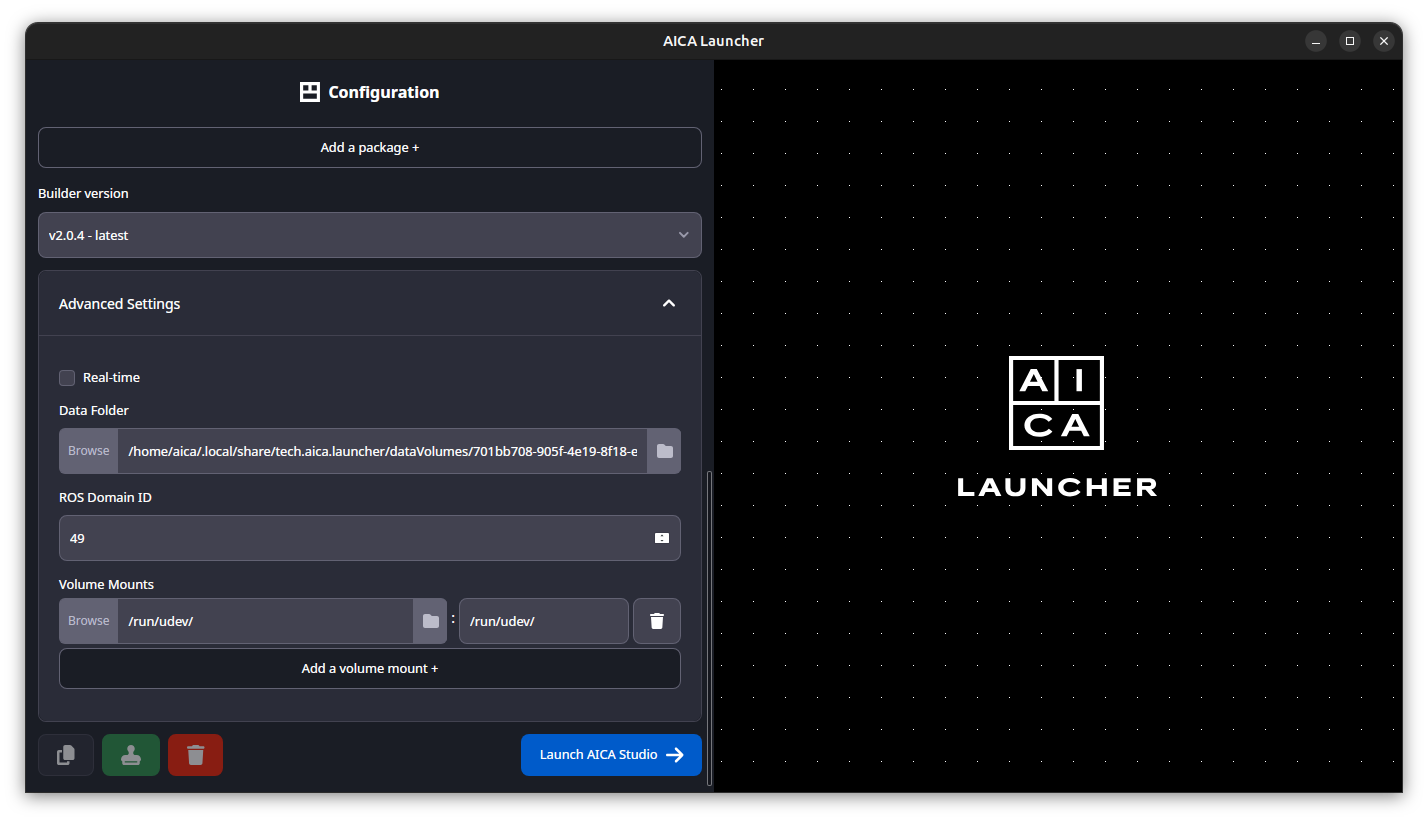 AICA Launcher
Configuration
Add a package +
Builder version
v2.0.4 - latest
Advanced Settings
Real-time
Data Folder
Browse /home/aica/.local/share/tech.aica.launcher/dataVolumes/701bb708-905f-4e19-8f18-e
ROS Domain ID
49
Volume Mounts
Browse /run/udev/ : /run/udev/
Add a volume mount +
Launch AICA Studio
A I
C A
LAUNCHER